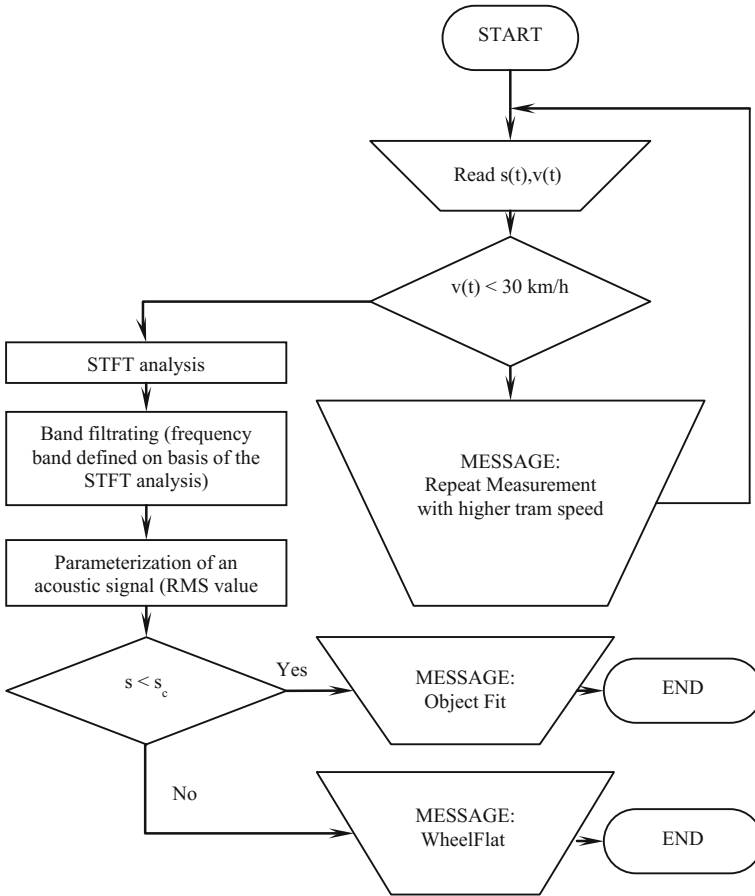 START
Read s(t),v(t)
v(t) < 30 km/h
STFT analysis
Band filtrating (frequency
band defined on basis of the
STFT analysis)
MESSAGE:
Repeat Measurement
with higher tram speed
Parameterization of an
acoustic signal (RMS value
s < sc
Yes
MESSAGE:
Object Fit
END
No
MESSAGE:
WheelFlat
END